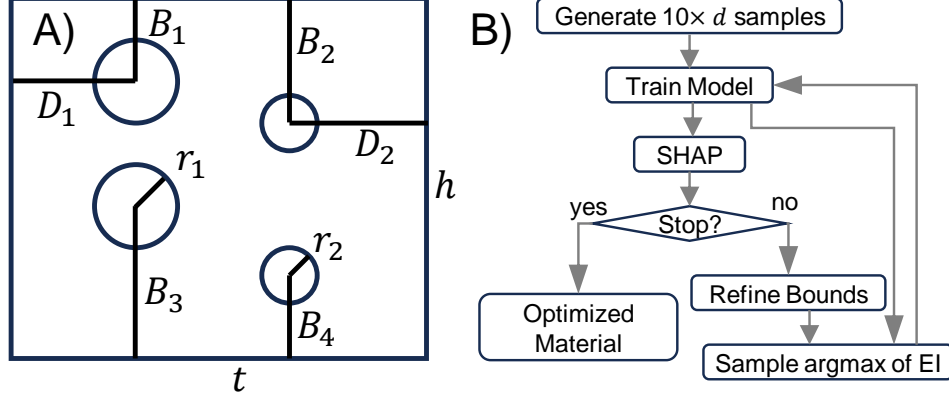 A)
B₁
B₂
D₁
D₂
r₁
h
r₂
B₃
B₄
t
B)
Generate 10× d samples
Train Model
SHAP
yes
no
Stop?
Refine Bounds
Optimized
Material
Sample argmax of EI